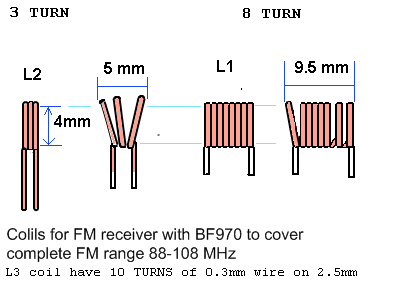 3 TURN
8 TURN
L2
5 mm
L1
9.5 mm
4mm
Colils for FM receiver with BF970 to cover
complete FM range 88-108 MHz
L3 coil have 10 TURNS of 0.3mm wire on 2.5mm